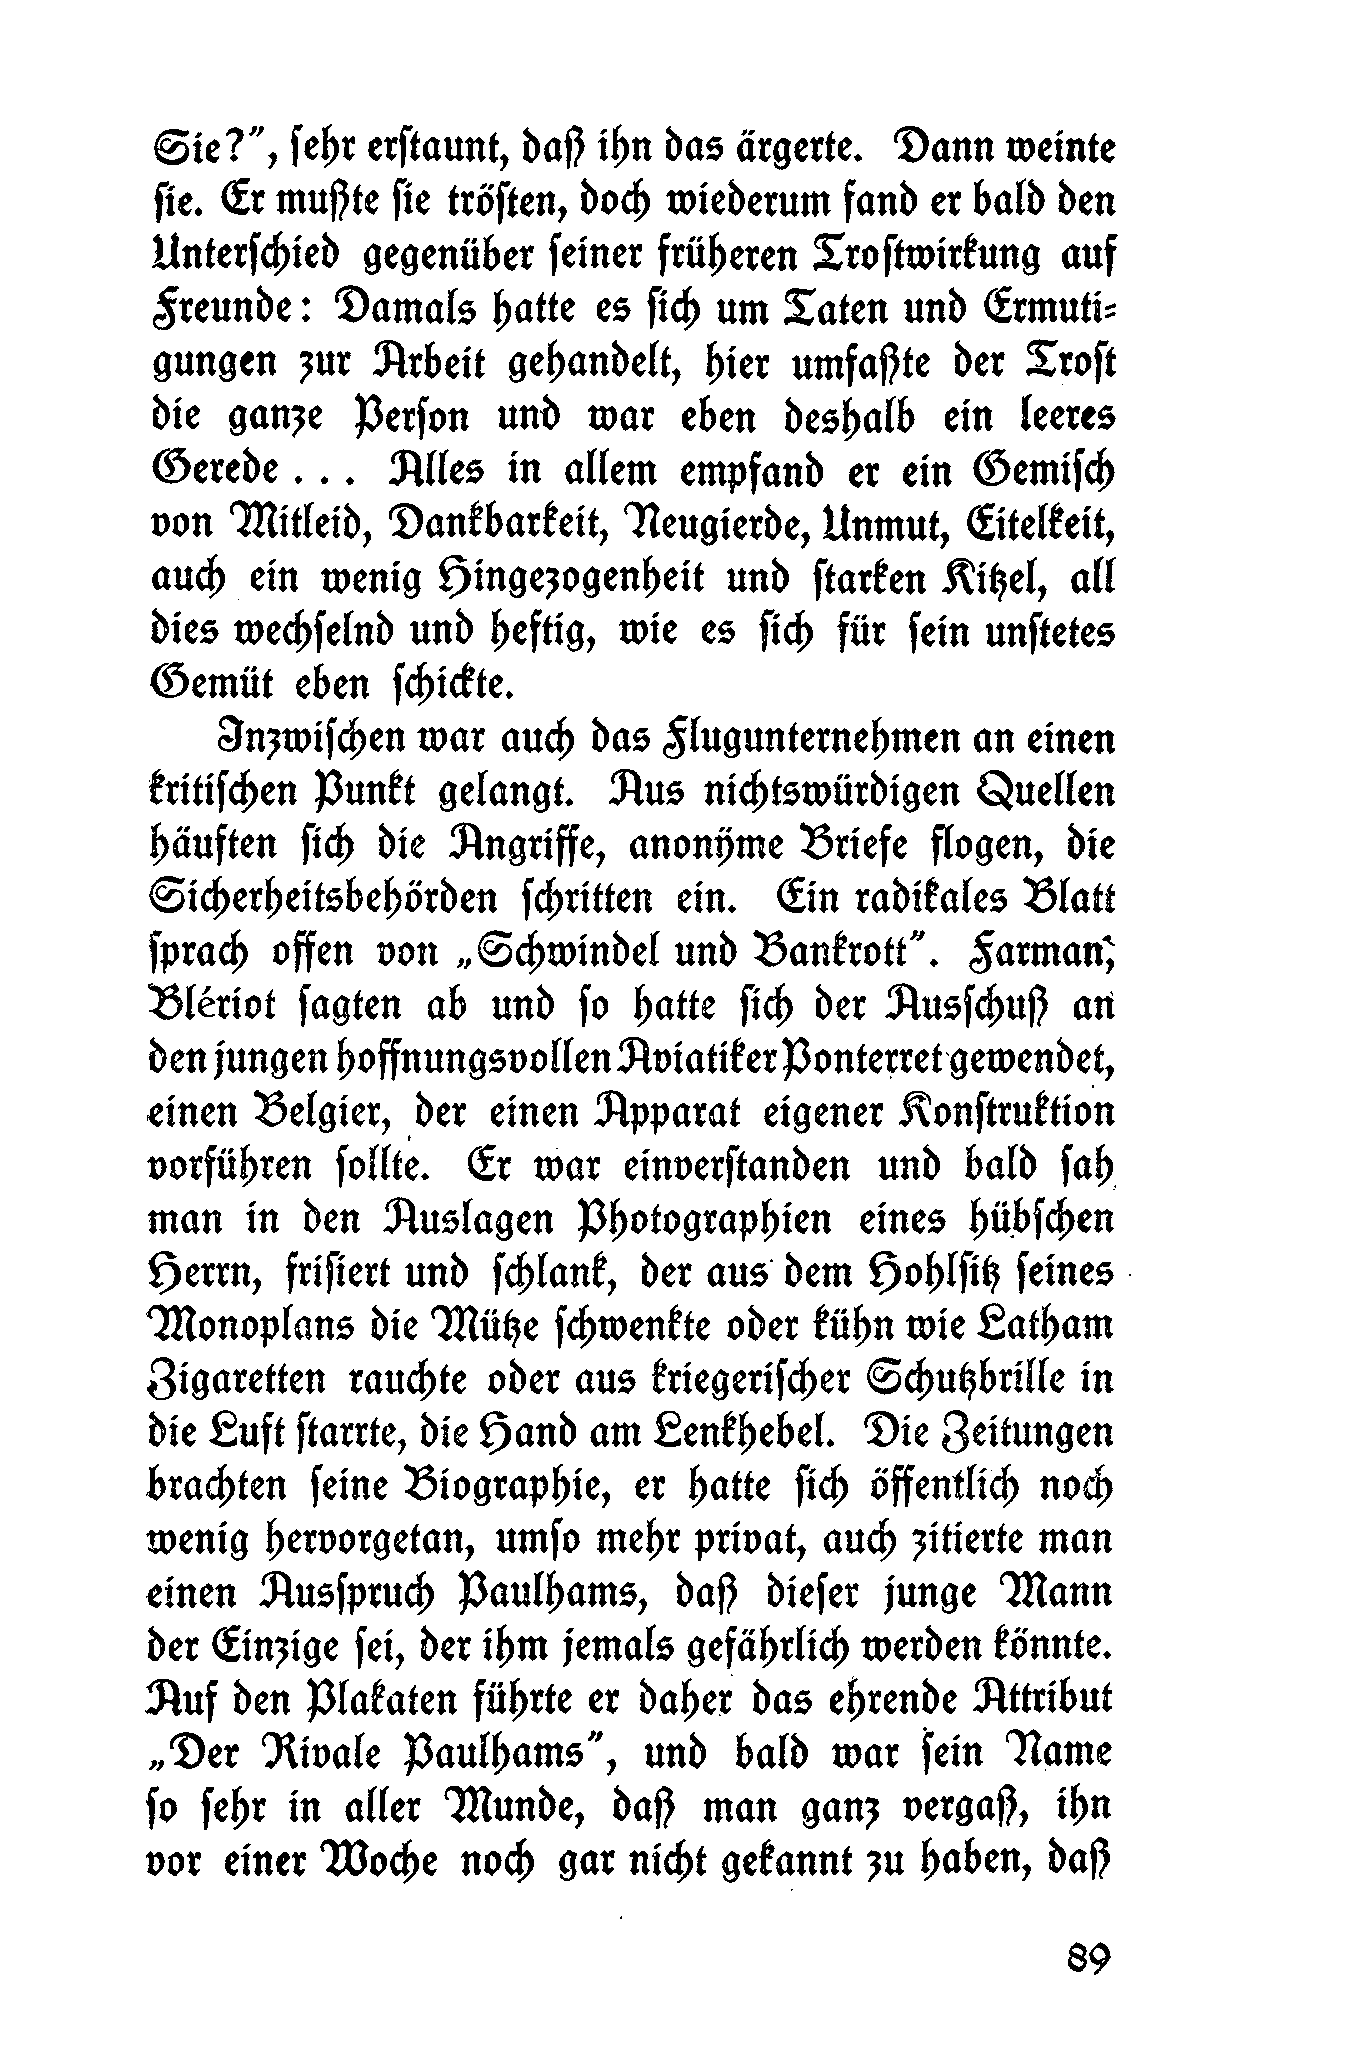 Sie?”, sehr erstaunt, daß ihn das ärgerte. Dann weinte
sie. Er mußte sie trösten, doch wiederum fand er bald den
Unterschied gegenüber seiner früheren Trostwirkung auf
Freunde: Damals hatte es sich um Taten und Ermuti-
gungen zur Arbeit gehandelt, hier umfaßte der Trost
die ganze Person und war eben deshalb ein leeres
Gerede . . . Alles in allem empfand er ein Gemisch
von Mitleid, Dankbarkeit, Neugierde, Unmut, Eitelkeit,
auch ein wenig Hingezogenheit und starken Kitzel, all
dies wechselnd und heftig, wie es sich für sein unstetes
Gemüt eben schickte.
Inzwischen war auch das Flugunternehmen an einen
kritischen Punkt gelangt. Aus nichtswürdigen Quellen
häuften sich die Angriffe, anonÿme Briefe flogen, die
Sicherheitsbehörden schritten ein. Ein radikales Blatt
sprach offen von „Schwindel und Bankrott”. Farman,
Blériot sagten ab und so hatte sich der Ausschuß an
den jungen hoffnungsvollen Aviatiker Ponterret gewendet,
einen Belgier, der einen Apparat eigener Konstruktion
vorführen sollte. Er war einverstanden und bald sah
man in den Auslagen Photographien eines hübschen
Herrn, frisiert und schlank, der aus dem Hohlsitz seines
Monoplans die Mütze schwenkte oder kühn wie Latham
Zigaretten rauchte oder aus kriegerischer Schutzbrille in
die Luft starrte, die Hand am Lenkhebel. Die Zeitungen
brachten seine Biographie, er hatte sich öffentlich noch
wenig hervorgetan, umso mehr privat, auch zitierte man
einen Ausspruch Paulhams, daß dieser junge Mann
der Einzige sei, der ihm jemals gefährlich werden könnte.
Auf den Plakaten führte er daher das ehrende Attribut
„Der Rivale Paulhams”, und bald war sein Name
so sehr in aller Munde, daß man ganz vergaß, ihn
vor einer Woche noch gar nicht gekannt zu haben, daß
89